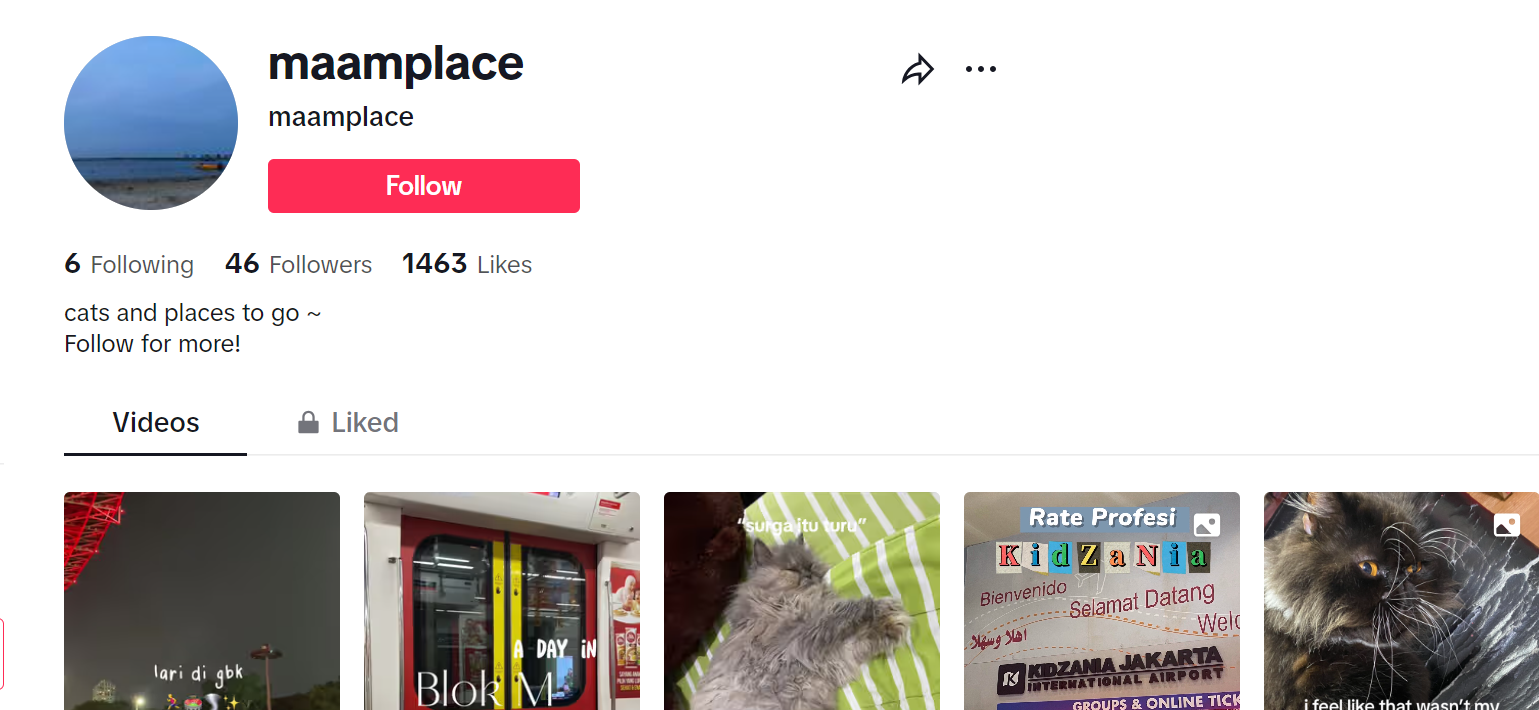 maamplace
maamplace
Follow
6 Following 46 Followers 1463 Likes
cats and places to go ~
Follow for more!
Videos
Liked
lari di gbk
A DAY iN
Blok M
“surga itu turu”
Rate Profesi
KidZaNia
Bienvenido
Selamat Datang
اهلا وسهلا
KIDZANIA JAKARTA
INTERNATIONAL AIRPORT
GROUPS & ONLINE
i feel like that wasn't my